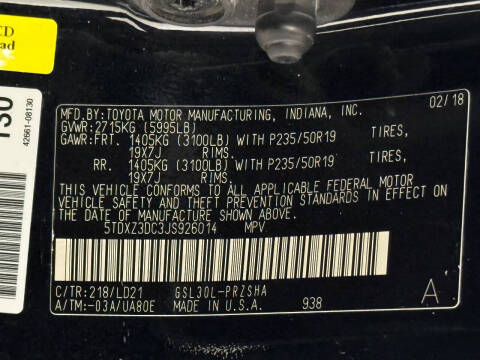 CD
ad
130
42661-08130
MFD.BY:TOYOTA MOTOR MANUFACTURING, INDIANA, INC. 02/18
GVWR:2715KG (5995LB)
GAWR:FRT. 1405KG (3100LB) WITH P235/50R19 TIRES,
19X7J RIMS.
RR. 1405KG (3100LB) WITH P235/50R19 TIRES,
19X7J RIMS.
THIS VEHICLE CONFORMS TO ALL APPLICABLE FEDERAL MOTOR
VEHICLE SAFETY AND THEFT PREVENTION STANDARDS IN EFFECT ON
THE DATE OF MANUFACTURE SHOWN ABOVE.
5TDXZ3DC3JS926014 MPV
C/TR:218/LD21 GSL30L-PRZSHA
A/TM:-03A/UA80E MADE IN U.S.A. 938 A